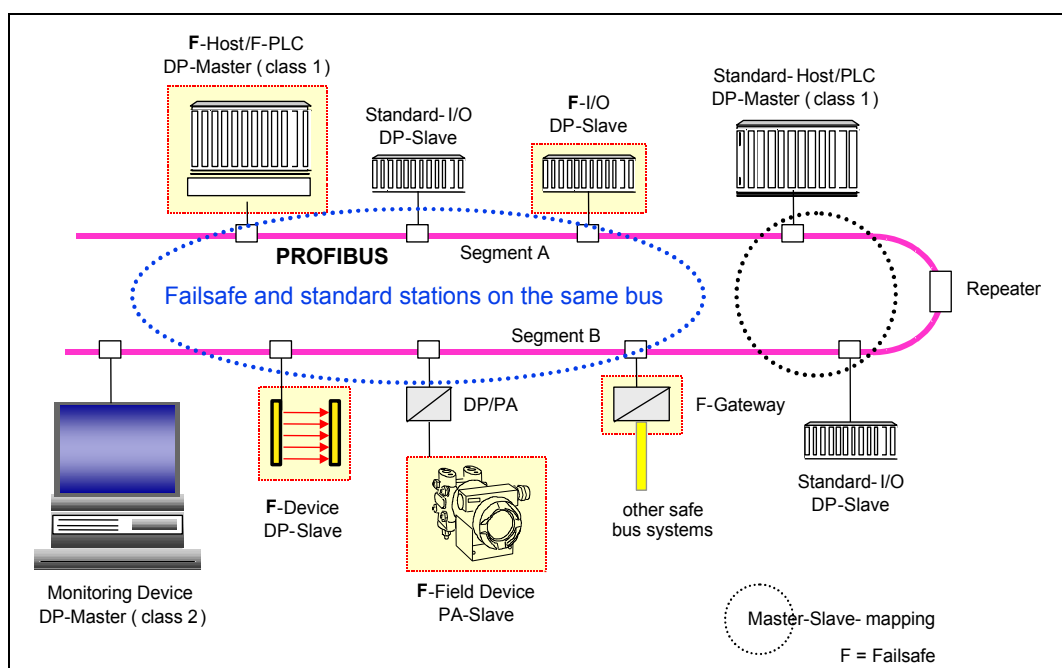 F-Host/F-PLC
DP-Master ( class 1 )
Standard- I/O
DP-Slave
F-I/O
DP-Slave
Standard- Host/PLC
DP-Master ( class 1 )
PROFIBUS
Segment A
Failsafe and standard stations on the same bus
Repeater
Segment B
DP/PA
F-Gateway
F-Device
DP-Slave
other safe
bus systems
Standard- I/O
DP-Slave
Monitoring Device
DP-Master ( class 2 )
F-Field Device
PA-Slave
Master-Slave- mapping
F = Failsafe